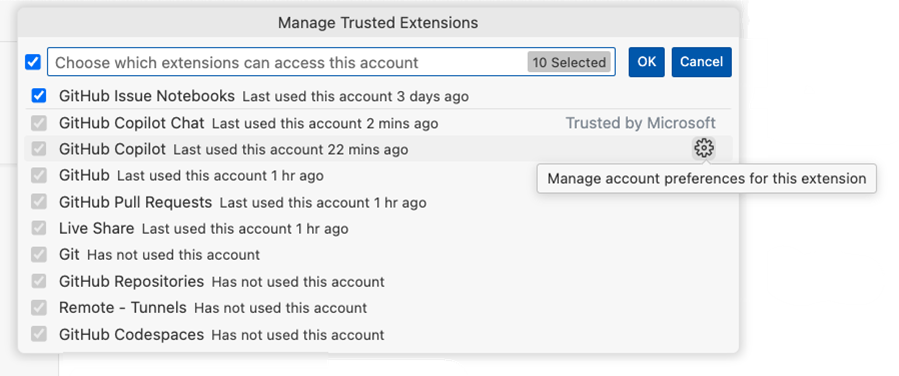 Manage Trusted Extensions
Choose which extensions can access this account 10 Selected OK Cancel
GitHub Issue Notebooks Last used this account 3 days ago
GitHub Copilot Chat Last used this account 2 mins ago Trusted by Microsoft
GitHub Copilot Last used this account 22 mins ago
GitHub Last used this account 1 hr ago
Manage account preferences for this extension
GitHub Pull Requests Last used this account 1 hr ago
Live Share Last used this account 1 hr ago
Git Has not used this account
GitHub Repositories Has not used this account
Remote - Tunnels Has not used this account
GitHub Codespaces Has not used this account